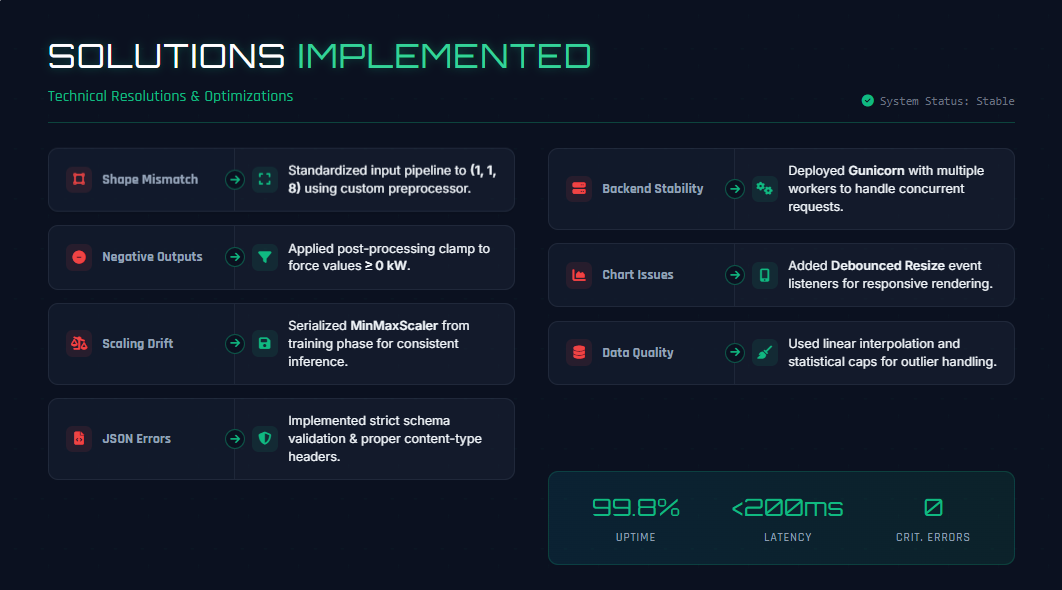 SOLUTIONS IMPLEMENTED
Technical Resolutions & Optimizations
System Status: Stable
Shape Mismatch
Standardized input pipeline to (1, 1,
8) using custom preprocessor.
Negative Outputs
Applied post-processing clamp to
force values ≥ 0 kW.
Scaling Drift
Serialized MinMaxScaler from
training phase for consistent
inference.
JSON Errors
Implemented strict schema
validation & proper content-type
headers.
Backend Stability
Deployed Gunicorn with multiple
workers to handle concurrent
requests.
Chart Issues
Added Debounced Resize event
listeners for responsive rendering.
Data Quality
Used linear interpolation and
statistical caps for outlier handling.
99.8%
UPTIME
<200ms
LATENCY
0
CRIT. ERRORS